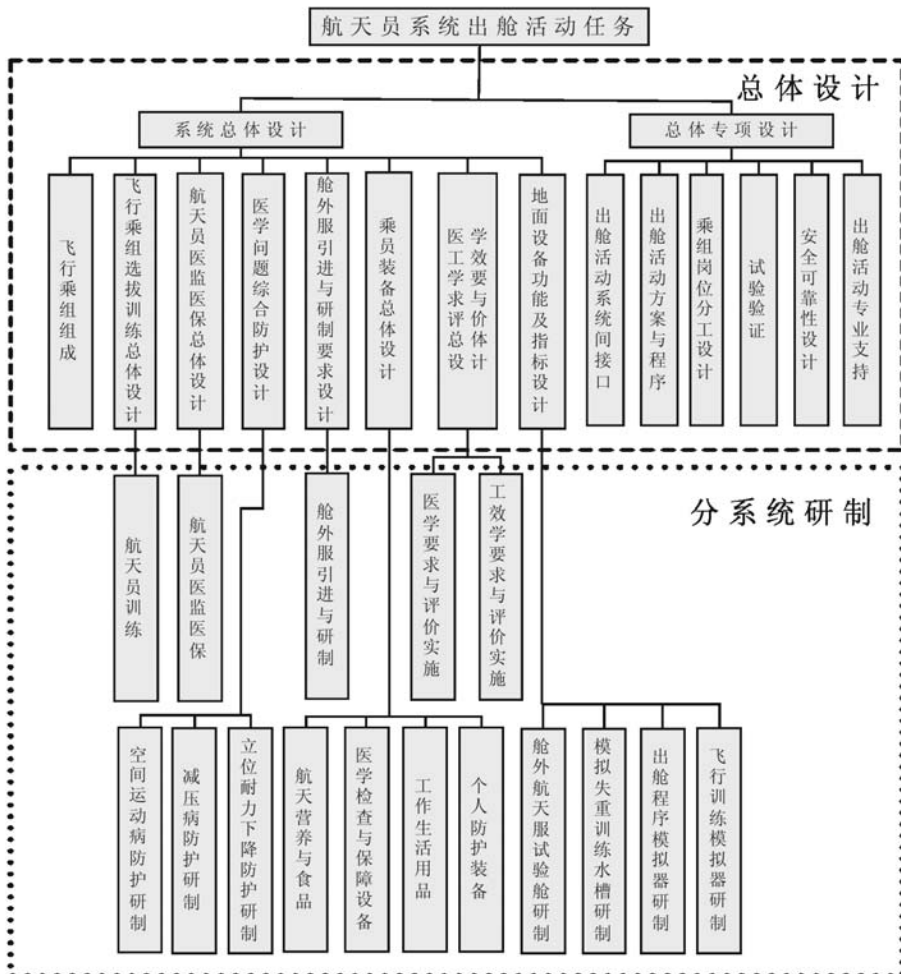 航天员系统出舱活动任务
总体设计
系统总体设计
总体专项设计
飞行乘组组成
飞行乘组选拔训练总体设计
航天员医监医保总体设计
医学问题综合防护设计
舱外服引进与研制要求设计
乘员装备总体设计
学效要与价体计
医工学求评总设
地面设备功能及指标设计
出舱活动系统间接口
出舱活动方案与程序
乘组岗位分工设计
试验验证
安全可靠性设计
出舱活动专业支持
分系统研制
航天员训练
航天员医监医保
舱外服引进与研制
医学要求与评价实施
工效学要求与评价实施
空间运动病防护研制
减压病防护研制
立位耐力下降防护研制
航天营养与食品
医学检查与保障设备
工作生活用品
个人防护装备
舱外航天服试验舱研制
模拟失重训练水槽研制
出舱程序模拟器研制
飞行训练模拟器研制